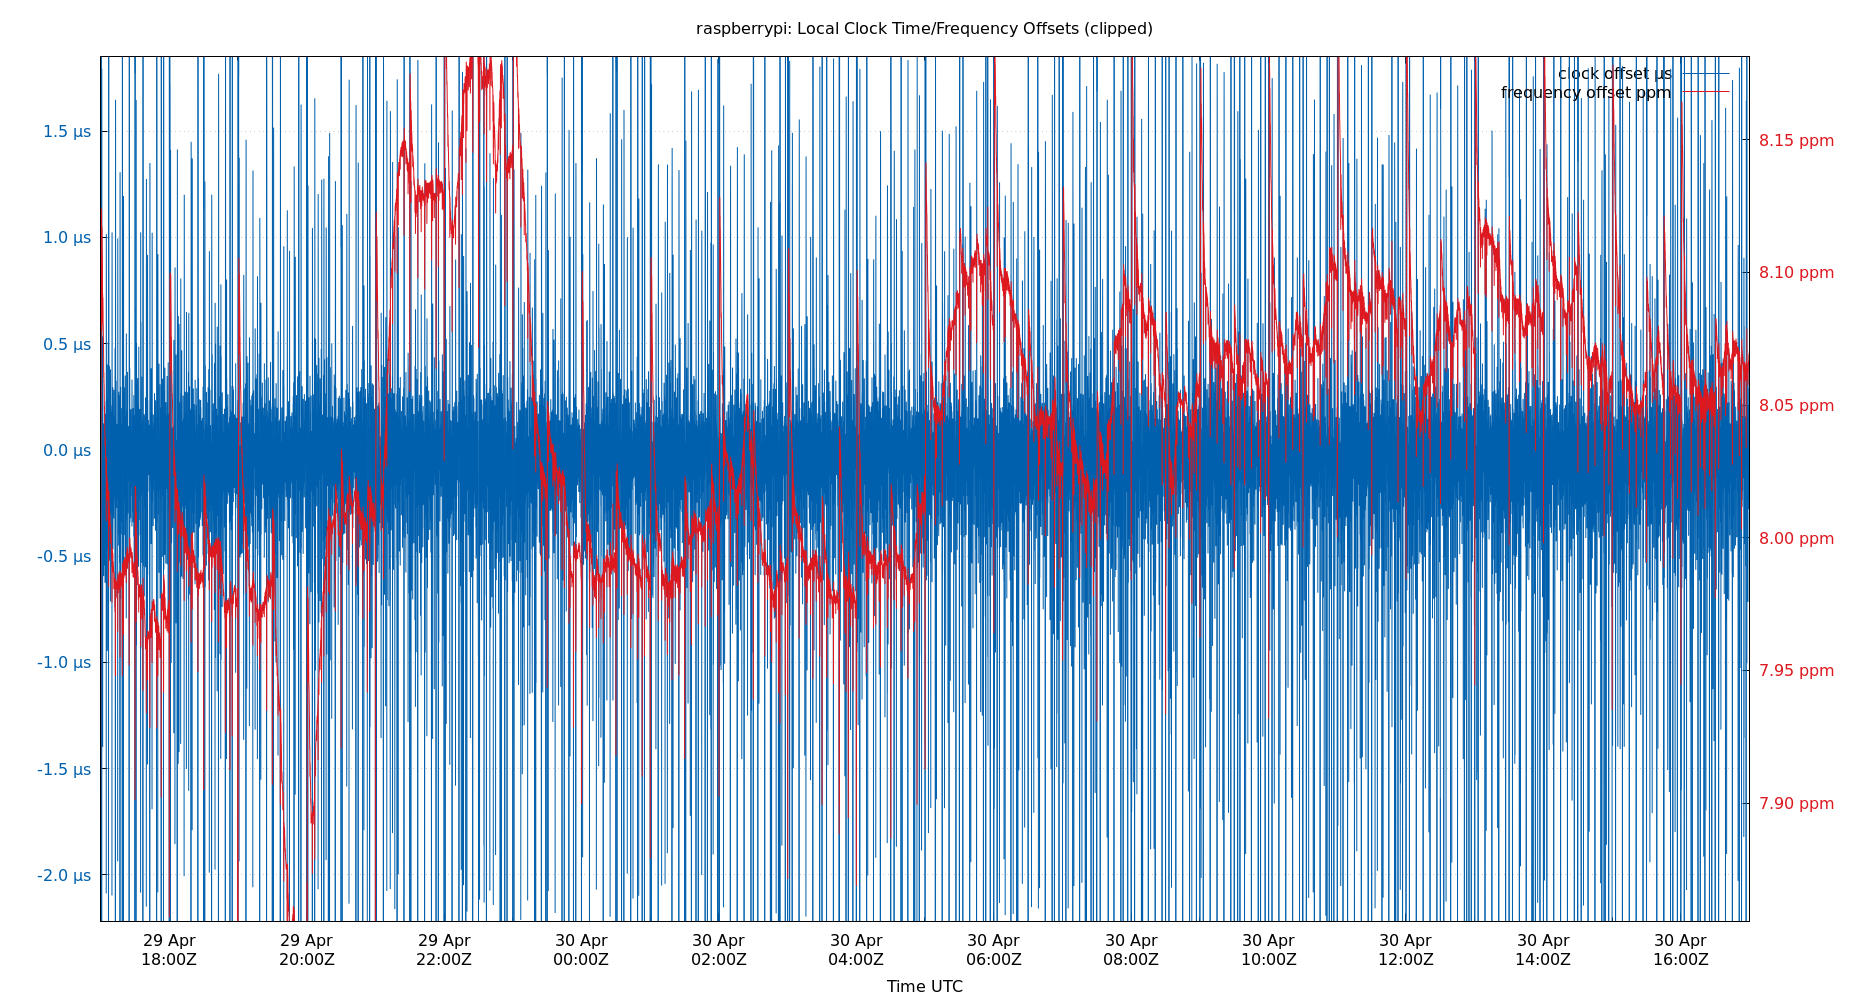 raspberrypi: Local Clock Time/Frequency Offsets (clipped)
clock offset µs
frequency offset ppm
1.5 µs
1.0 µs
0.5 µs
0.0 µs
-0.5 µs
-1.0 µs
-1.5 µs
-2.0 µs
8.15 ppm
8.10 ppm
8.05 ppm
8.00 ppm
7.95 ppm
7.90 ppm
29 Apr 29 Apr 29 Apr 30 Apr 30 Apr 30 Apr 30 Apr 30 Apr 30 Apr 30 Apr 30 Apr 30 Apr
18:00Z 20:00Z 22:00Z 00:00Z 02:00Z 04:00Z 06:00Z 08:00Z 10:00Z 12:00Z 14:00Z 16:00Z
Time UTC